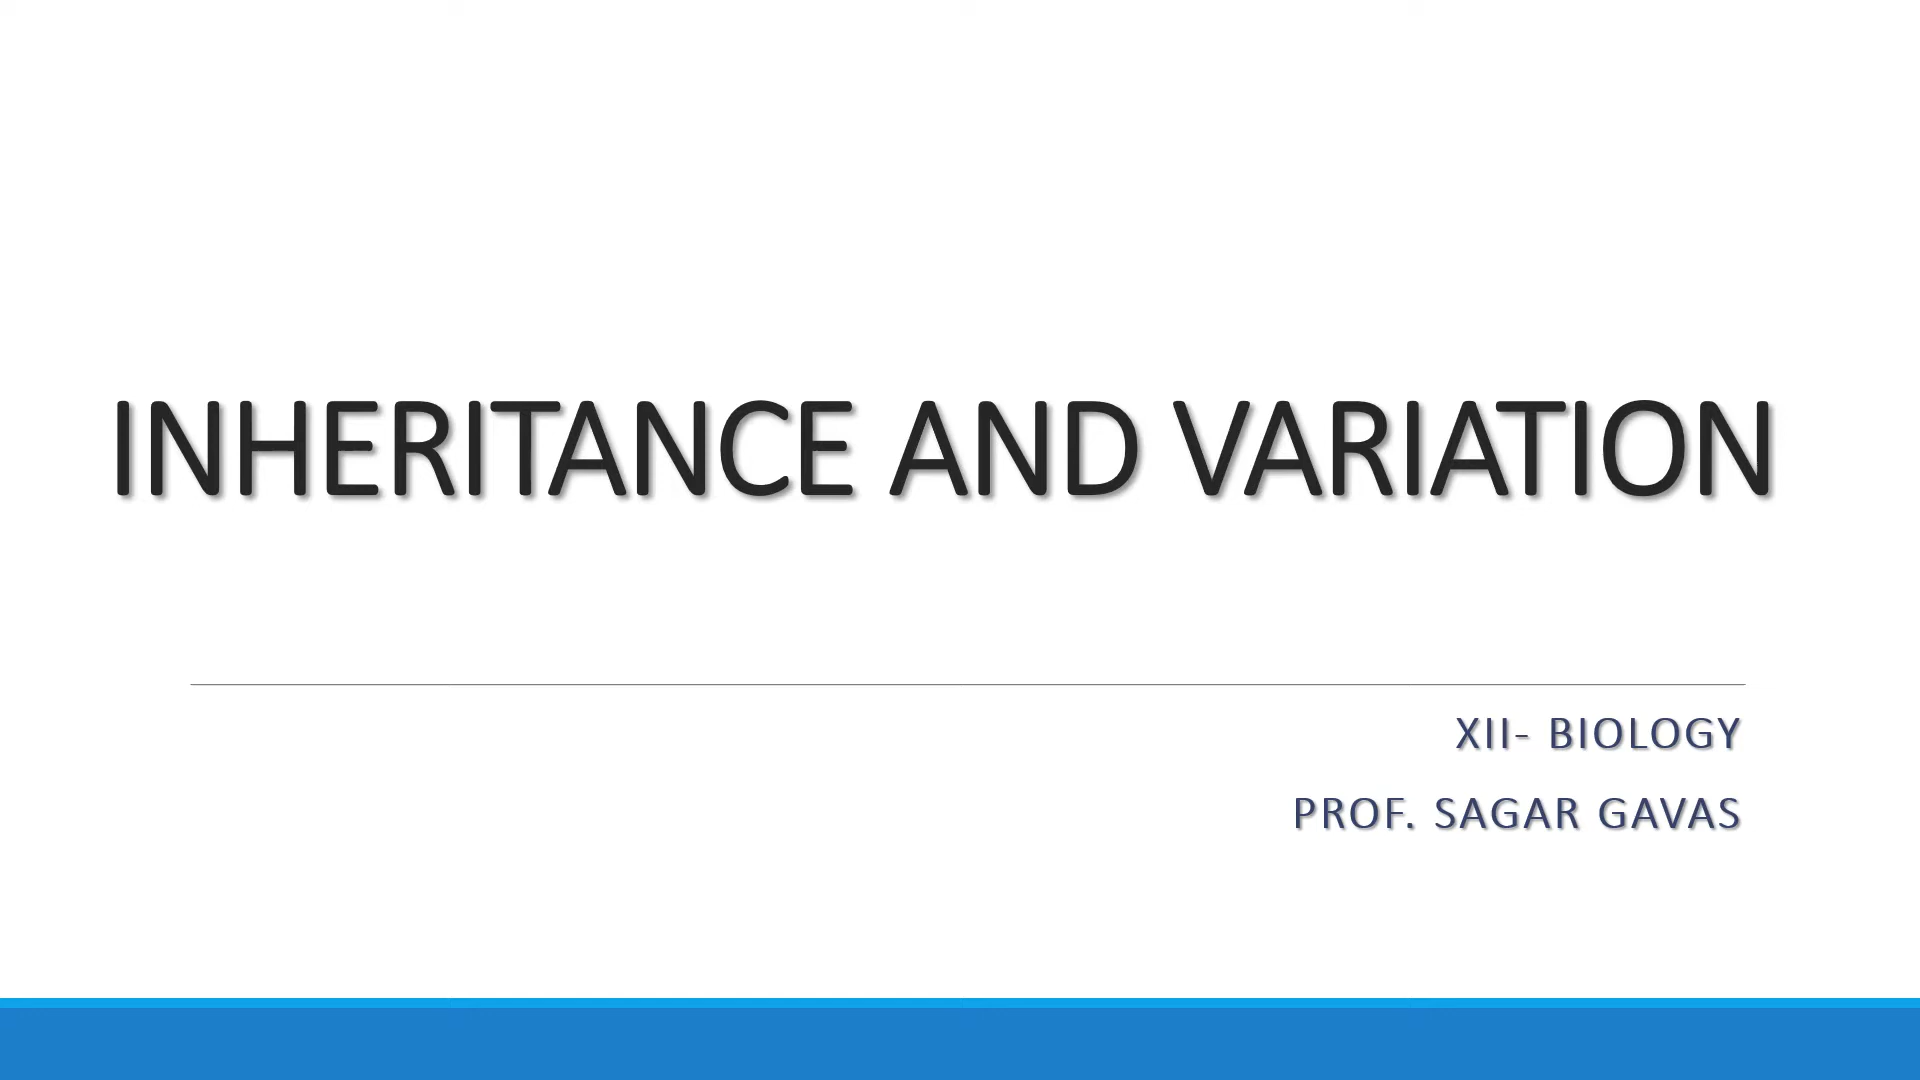 INHERITANCE AND VARIATION
XII- BIOLOGY
PROF. SAGAR GAVAS